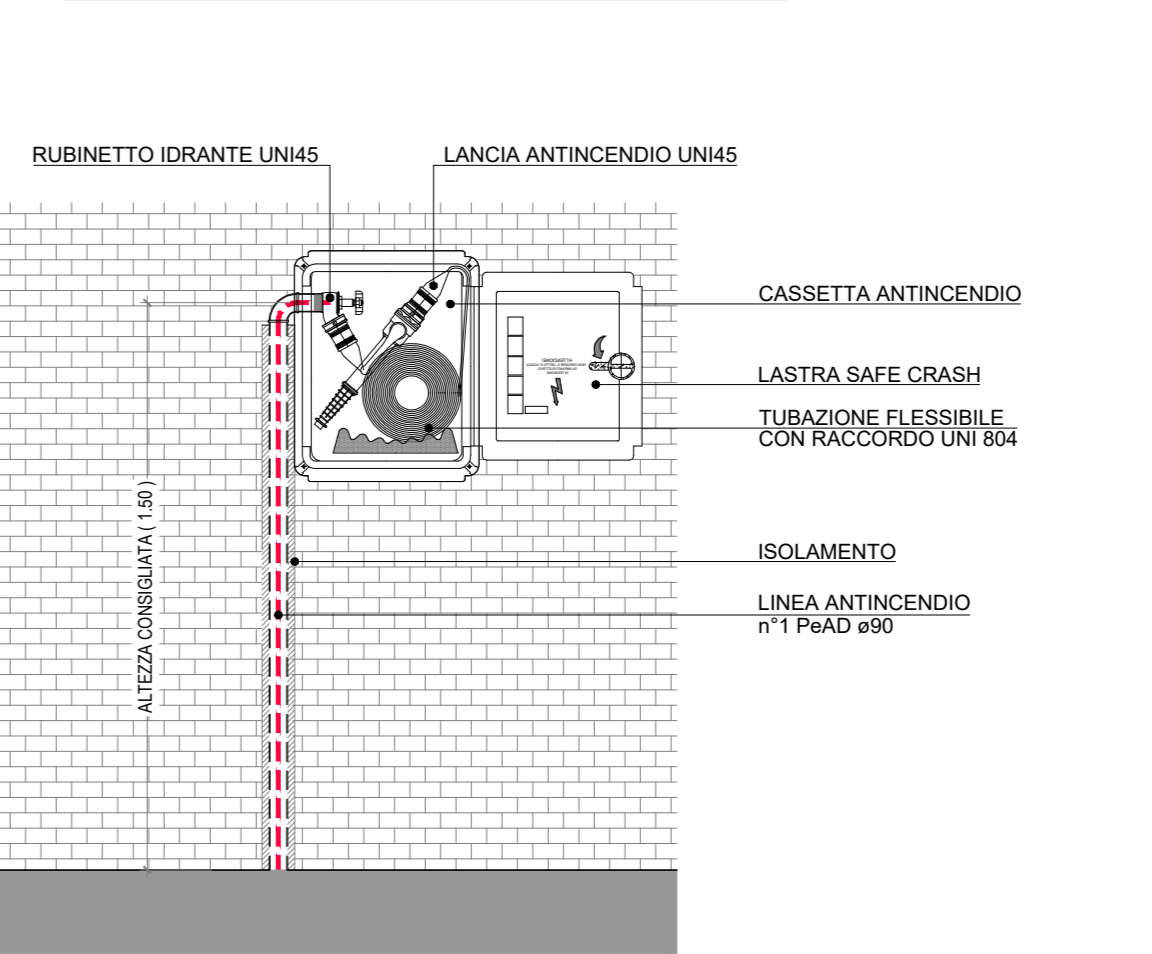 RUBINETTO IDRANTE UNI45
LANCIA ANTINCENDIO UNI45
CASSETTA ANTINCENDIO
LASTRA SAFE CRASH
TUBAZIONE FLESSIBILE
CON RACCORDO UNI 804
ISOLAMENTO
LINEA ANTINCENDIO
n°1 PeAD ø90
ALTEZZA CONSIGLIATA ( 1.50 )